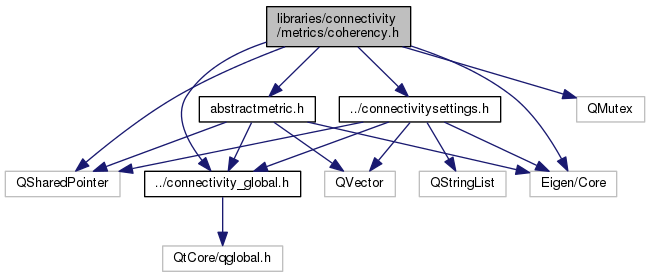 libraries/connectivity
/metrics/coherency.h
abstractmetric.h
../connectivitysettings.h
QMutex
QSharedPointer
../connectivity_global.h
QVector
QStringList
Eigen/Core
QtCore/qglobal.h